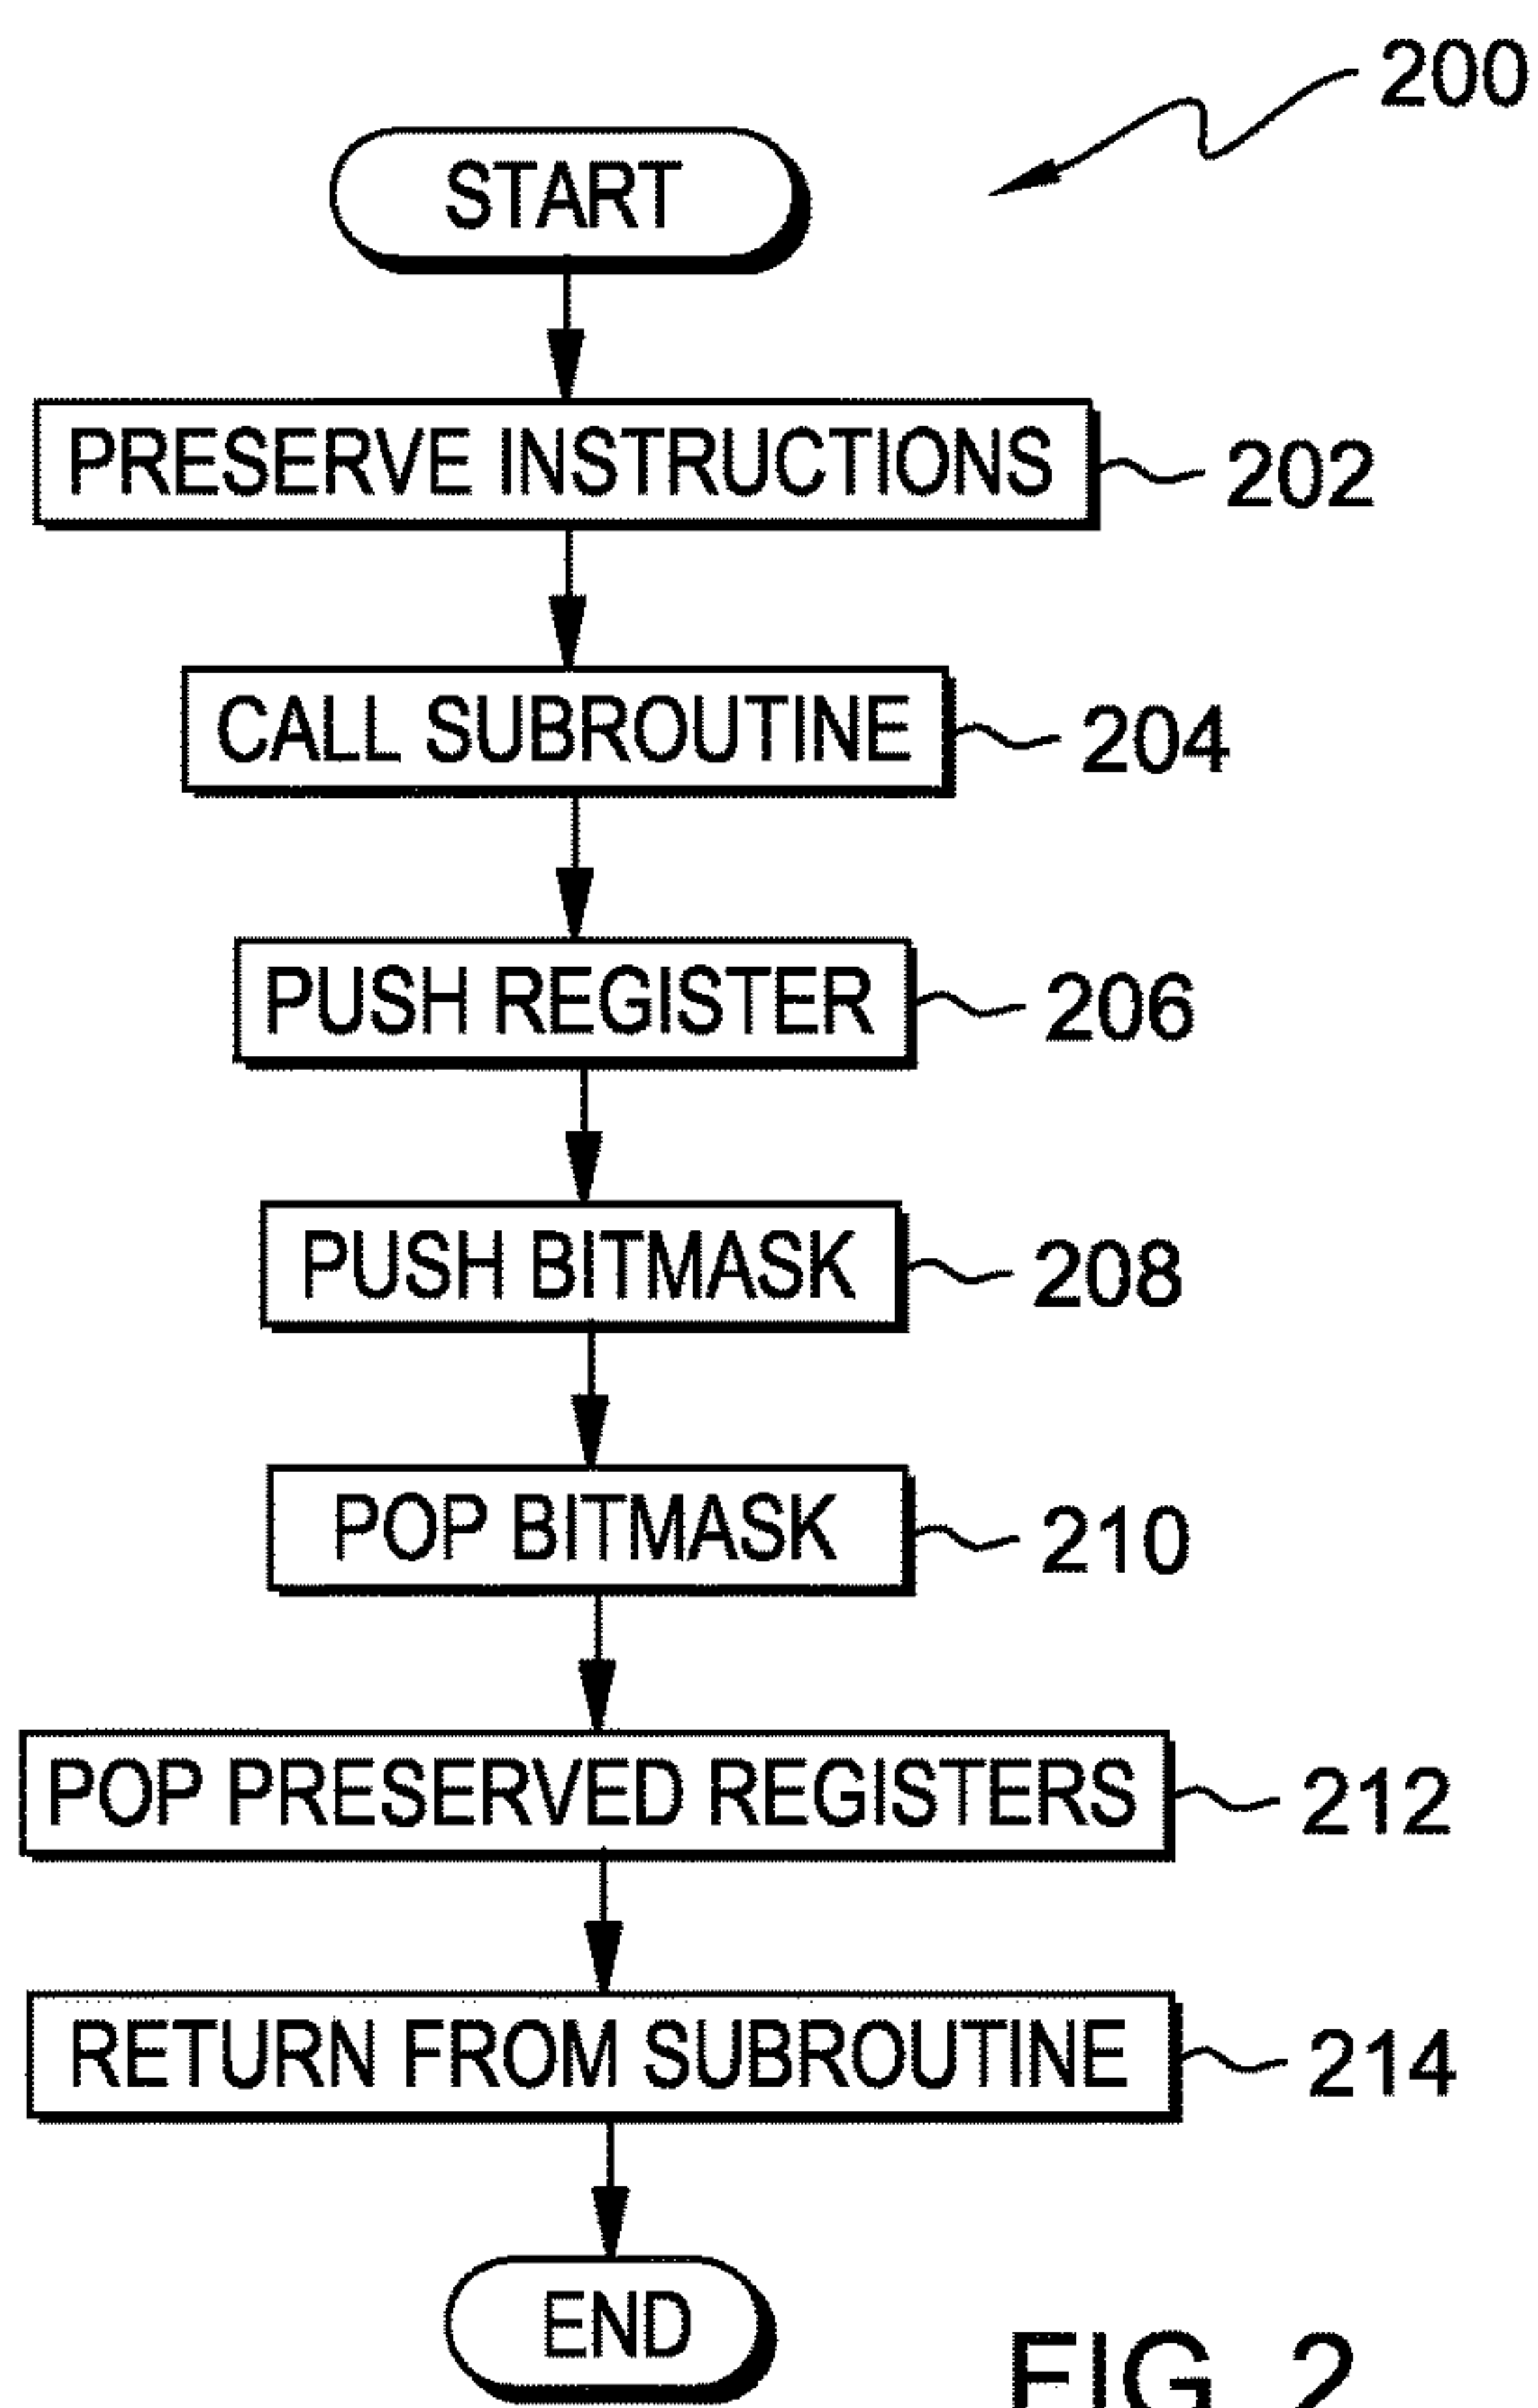 200
START
PRESERVE INSTRUCTIONS 202
CALL SUBROUTINE 204
PUSH REGISTER 206
PUSH BITMASK 208
POP BITMASK 210
POP PRESERVED REGISTERS 212
RETURN FROM SUBROUTINE 214
END
FIG. 2